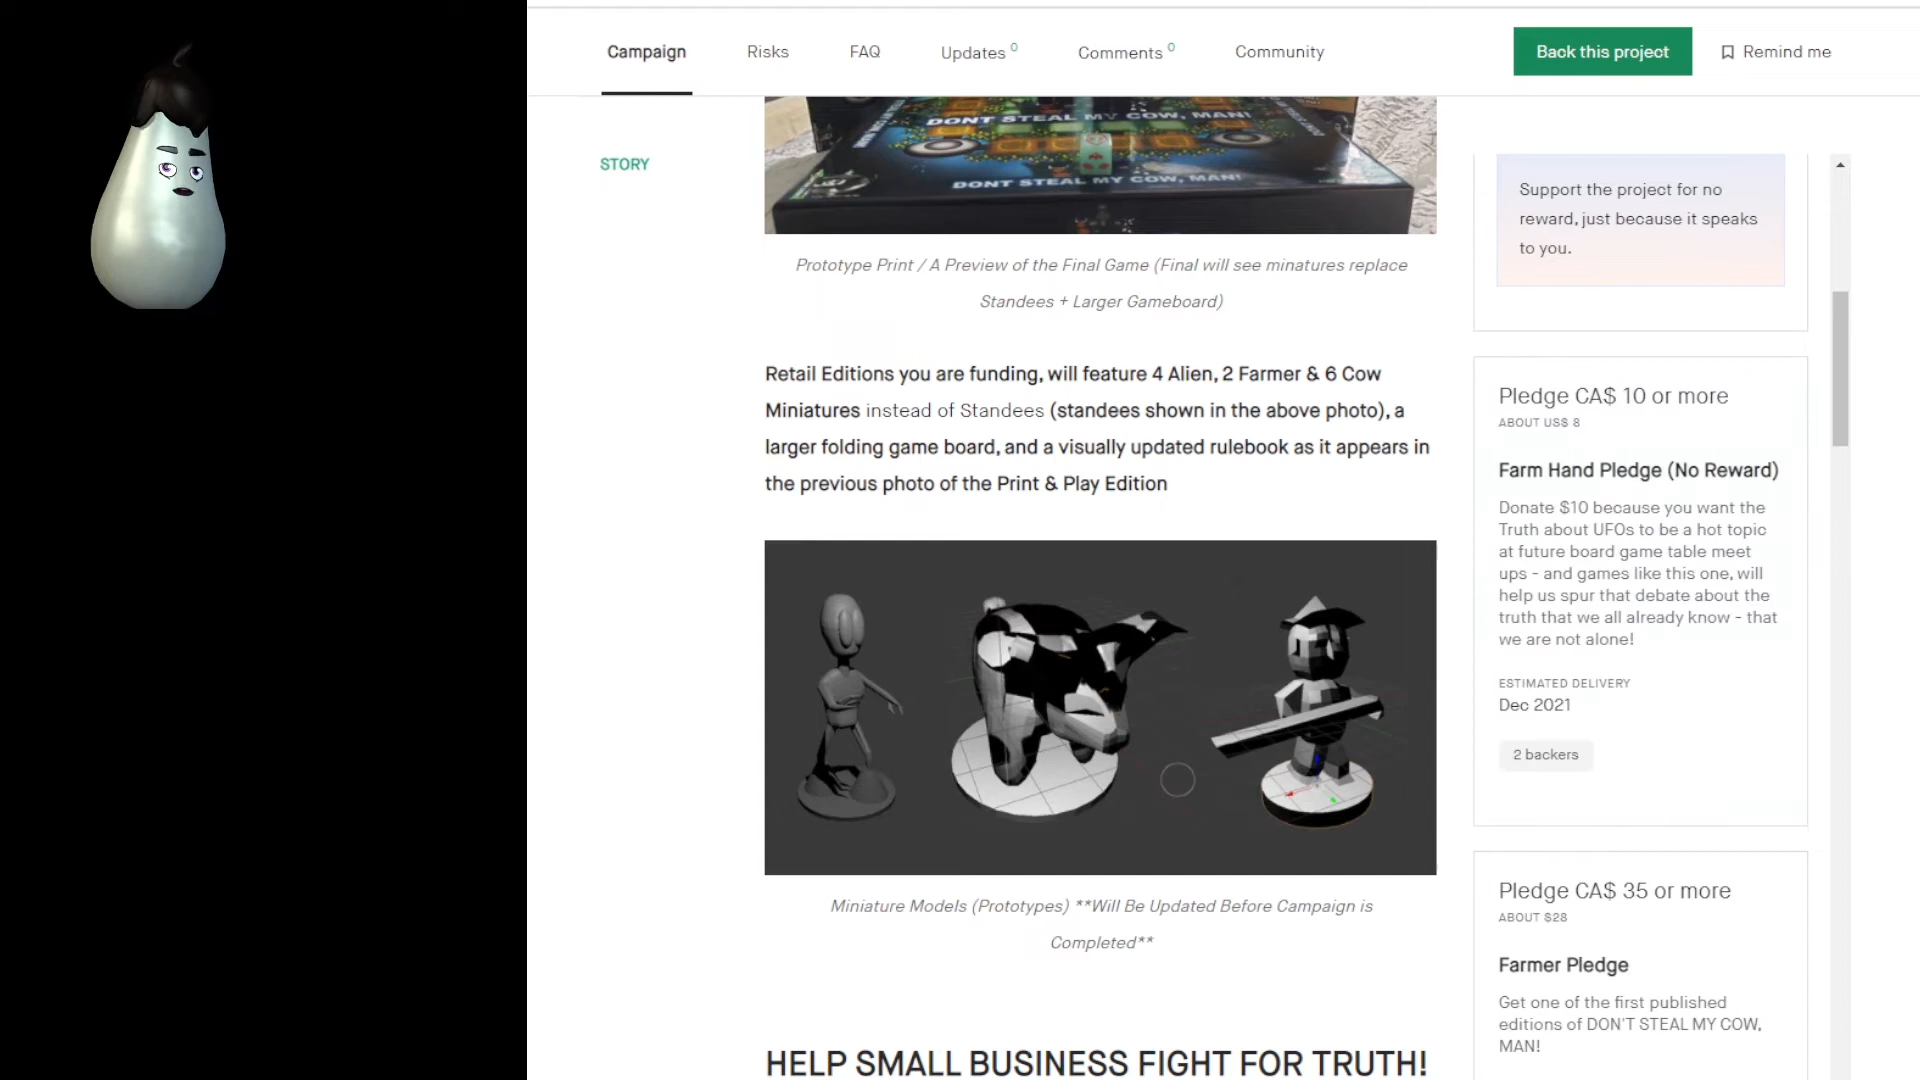 Campaign
Risks
FAQ
Updates 0
Comments 0
Community
Back this project
Remind me
STORY
DONT STEAL MY COW, MAN!
DONT STEAL MY COW, MAN!
Prototype Print / A Preview of the Final Game (Final will see minatures replace
Standees + Larger Gameboard)
Retail Editions you are funding, will feature 4 Alien, 2 Farmer & 6 Cow
Miniatures instead of Standees (standees shown in the above photo), a
larger folding game board, and a visually updated rulebook as it appears in
the previous photo of the Print & Play Edition
Miniature Models (Prototypes) **Will Be Updated Before Campaign is
Completed**
HELP SMALL BUSINESS FIGHT FOR TRUTH!
Support the project for no
reward, just because it speaks
to you.
Pledge CA$ 10 or more
ABOUT US$ 8
Farm Hand Pledge (No Reward)
Donate $10 because you want the
Truth about UFOs to be a hot topic
at future board game table meet
ups - and games like this one, will
help us spur that debate about the
truth that we all already know - that
we are not alone!
ESTIMATED DELIVERY
Dec 2021
2 backers
Pledge CA$ 35 or more
ABOUT $28
Farmer Pledge
Get one of the first published
editions of DON'T STEAL MY COW,
MAN!